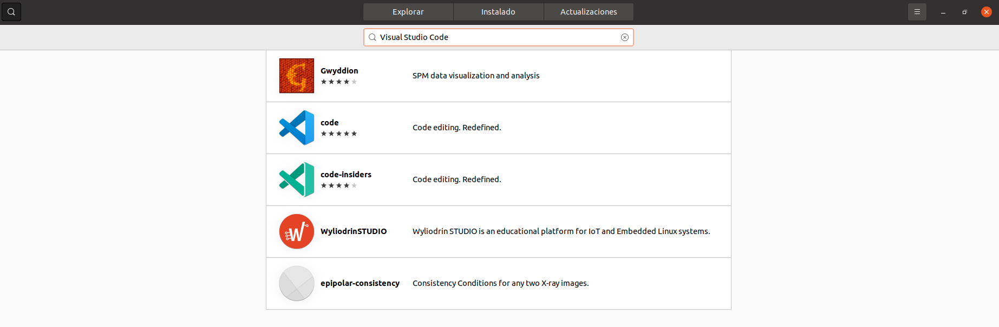 Explorar Instalado Actualizaciones
Visual Studio Code
Gwyddion
SPM data visualization and analysis
code
Code editing. Redefined.
code-insiders
Code editing. Redefined.
WyliodrinSTUDIO
Wyliodrin STUDIO is an educational platform for IoT and Embedded Linux systems.
epipolar-consistency
Consistency Conditions for any two X-ray images.